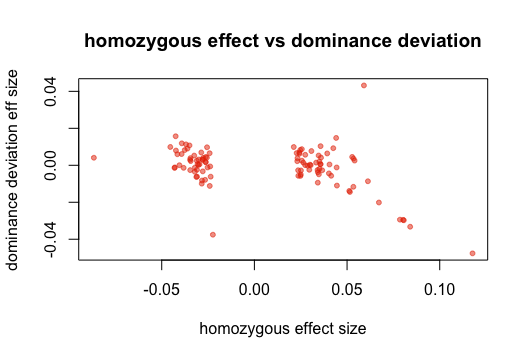 homozygous effect vs dominance deviation
dominance deviation eff size
0.04
0.00
-0.04
-0.05
0.00
0.05
0.10
homozygous effect size